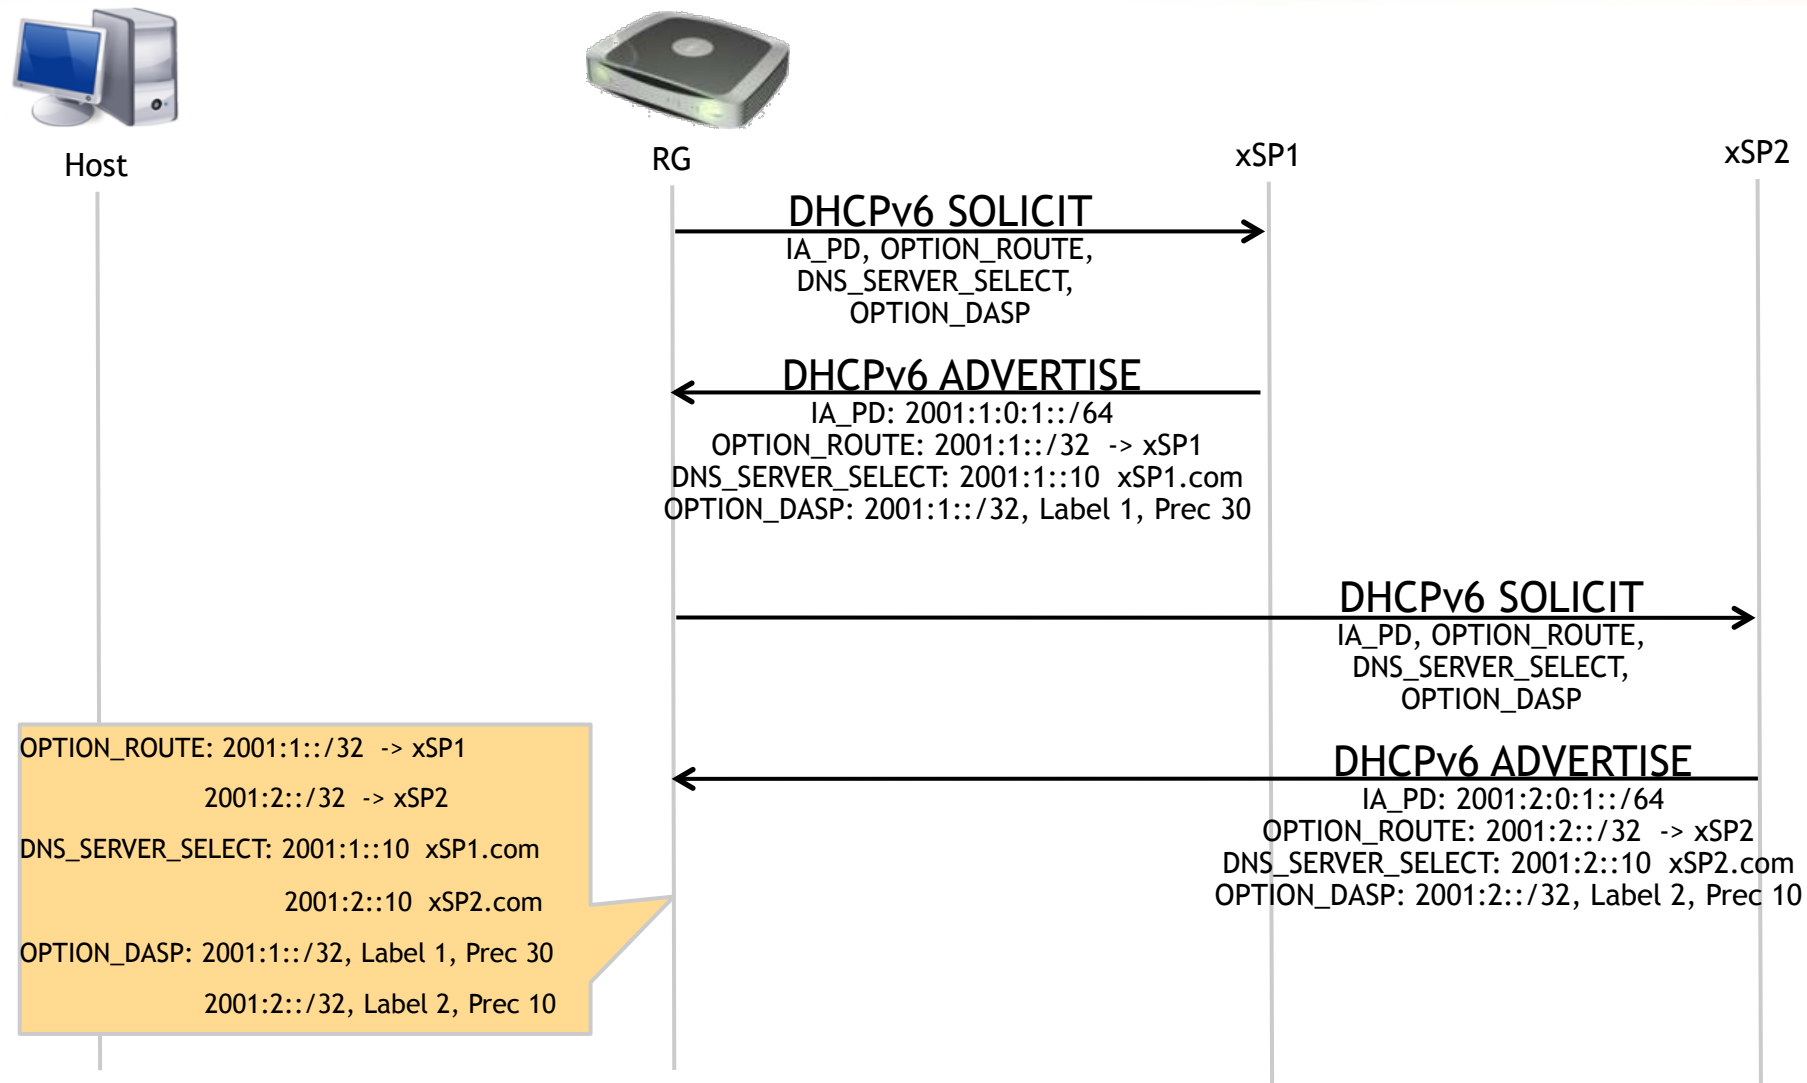 Host
RG
xSP1
xSP2
DHCPv6 SOLICIT
IA_PD, OPTION_ROUTE,
DNS_SERVER_SELECT,
OPTION_DASP
DHCPv6 ADVERTISE
IA_PD: 2001:1:0:1::/64
OPTION_ROUTE: 2001:1::/32 -> xSP1
DNS_SERVER_SELECT: 2001:1::10 xSP1.com
OPTION_DASP: 2001:1::/32, Label 1, Prec 30
DHCPv6 SOLICIT
IA_PD, OPTION_ROUTE,
DNS_SERVER_SELECT,
OPTION_DASP
DHCPv6 ADVERTISE
IA_PD: 2001:2:0:1::/64
OPTION_ROUTE: 2001:2::/32 -> xSP2
DNS_SERVER_SELECT: 2001:2::10 xSP2.com
OPTION_DASP: 2001:2::/32, Label 2, Prec 10
OPTION_ROUTE: 2001:1::/32 -> xSP1
2001:2::/32 -> xSP2
DNS_SERVER_SELECT: 2001:1::10 xSP1.com
2001:2::10 xSP2.com
OPTION_DASP: 2001:1::/32, Label 1, Prec 30
2001:2::/32, Label 2, Prec 10